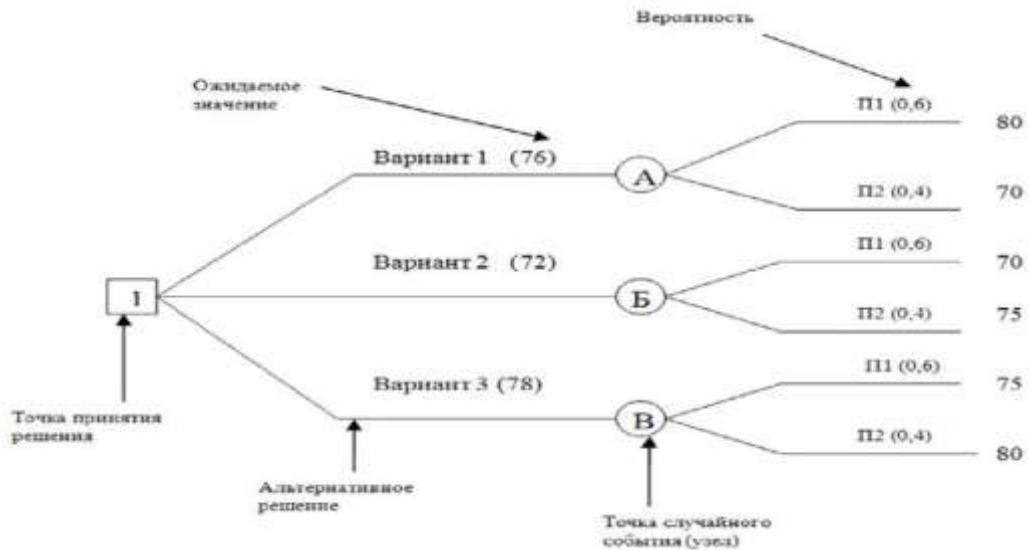 Вероятность
Ожидаемое
значение
П1 (0,6)
80
Вариант 1 (76)
А
П2 (0,4)
70
П1 (0,6)
70
Вариант 2 (72)
1
Б
П2 (0,4)
75
П1 (0,6)
75
Вариант 3 (78)
В
П2 (0,4)
80
Точка принятия
решения
Альтернативное
решение
Точка случайного
события (узел)